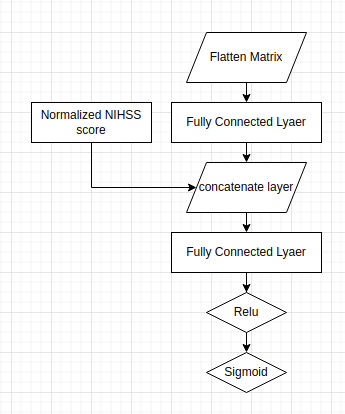 Flatten Matrix
Normalized NIHSS
score
Fully Connected Lyaer
concatenate layer
Fully Connected Lyaer
Relu
Sigmoid